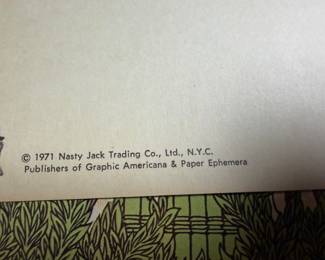 © 1971 Nasty Jack Trading Co., Ltd., N.Y.C.
Publishers of Graphic Americana & Paper Ephemera